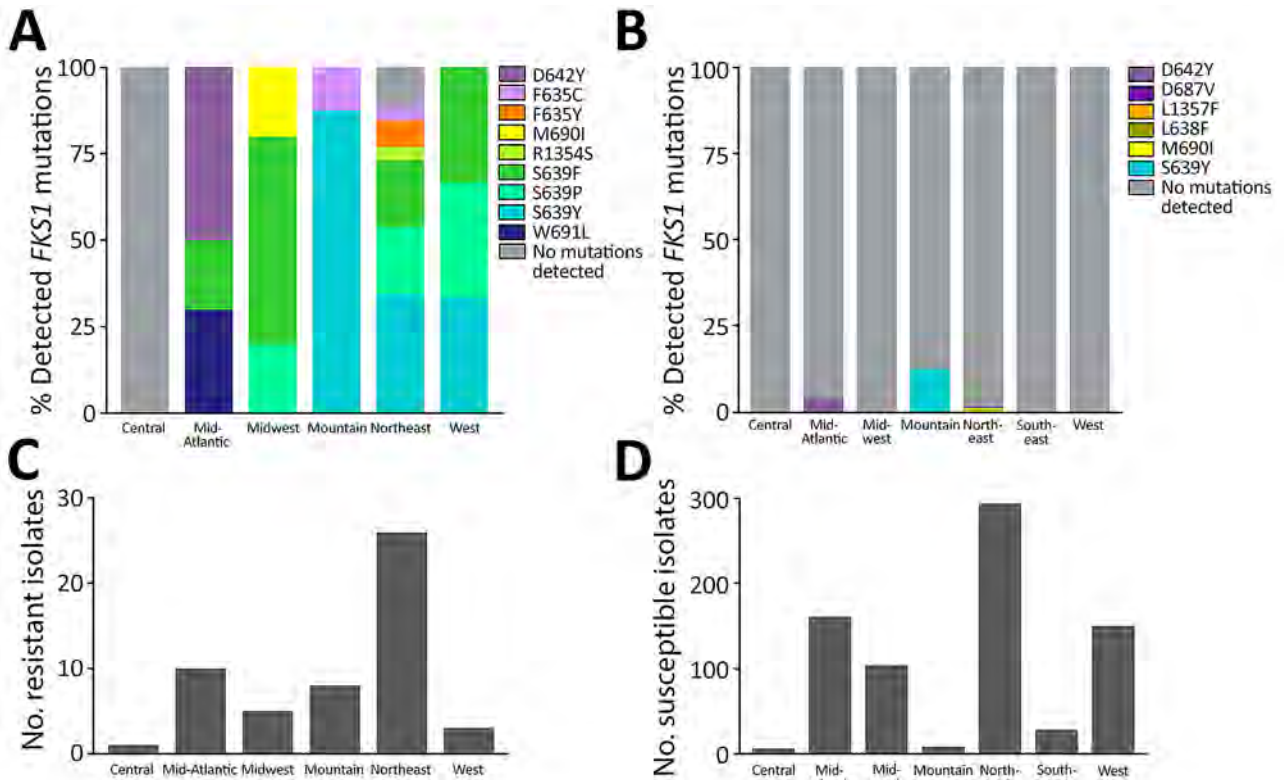 A
% Detected FKS1 mutations
100
75
50
25
0
Central
Mid-
Atlantic
Midwest
Mountain
Northeast
West
D642Y
F635C
F635Y
M690I
R1354S
S639F
S639P
S639Y
W691L
No mutations
detected
B
% Detected FKS1 mutations
100
75
50
25
0
Central
Mid-
Atlantic
Mid-
west
Mountain
North-
east
South-
east
West
D642Y
D687V
L1357F
L638F
M690I
S639Y
No mutations
detected
C
No. resistant isolates
30
20
10
0
Central
Mid-Atlantic
Midwest
Mountain
Northeast
West
D
No. susceptible isolates
300
200
100
0
Central
Mid-
Mid-
Mountain
North-
South-
West